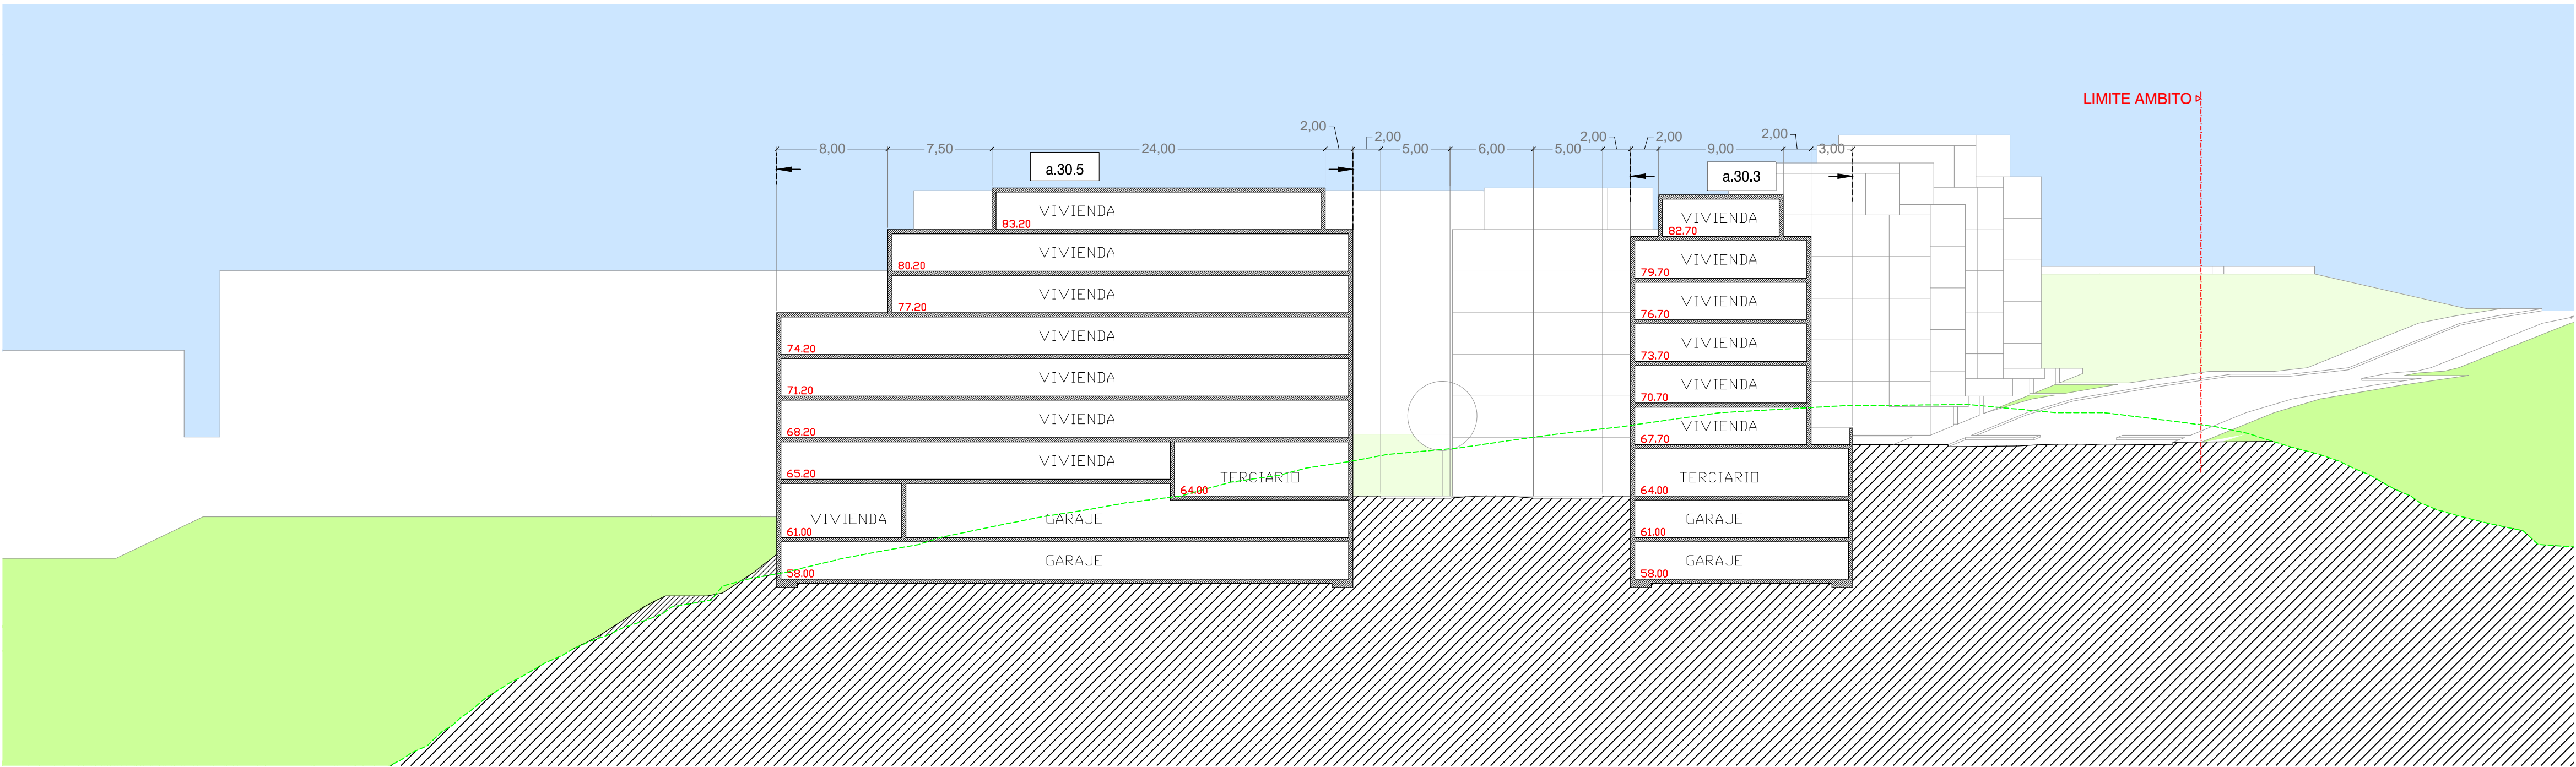 LIMITE AMBITO
2,00
2,00
2,00
2,00
2,00
8,00
7,50
24,00
5,00
6,00
5,00
9,00
3,00
a.30.5
a.30.3
VIVIENDA
83.20
VIVIENDA
80.20
VIVIENDA
77.20
VIVIENDA
74.20
VIVIENDA
71.20
VIVIENDA
68.20
VIVIENDA
65.20
TERCIARIO
64.00
VIVIENDA
61.00
GARAJE
GARAJE
58.00
VIVIENDA
82.70
VIVIENDA
79.70
VIVIENDA
76.70
VIVIENDA
73.70
VIVIENDA
70.70
VIVIENDA
67.70
TERCIARIO
64.00
GARAJE
61.00
GARAJE
58.00